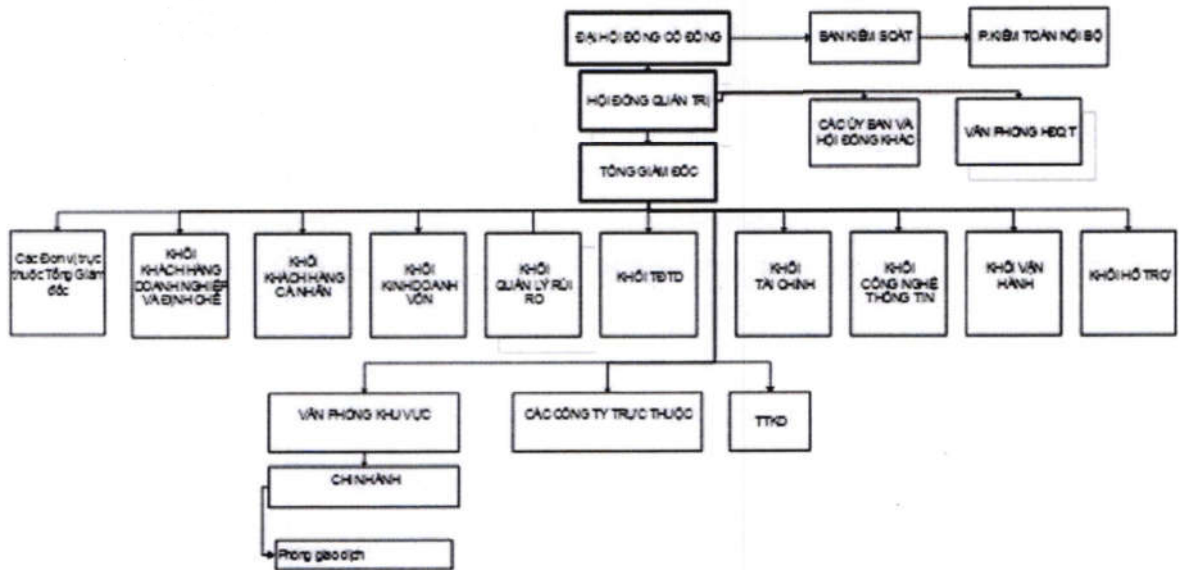 ĐẠI HỘI ĐỒNG CỔ ĐÔNG
BAN KIỂM SOÁT
P.KIỂM TOÁN NỘI BỘ
HỘI ĐỒNG QUẢN TRỊ
CÁC ỦY BAN VÀ
HỘI ĐỒNG KHÁC
VĂN PHÒNG HĐQT
TỔNG GIÁM ĐỐC
Các Đơn vị trực
thuộc Tổng Giám
đốc
KHỐI
KHÁCH HÀNG
DOANH NGHIỆP
VÀ ĐỊNH CHẾ
KHỐI
KHÁCH HÀNG
CÁ NHÂN
KHỐI
KINH DOANH
VỐN
KHỐI
QUẢN LÝ RỦI
RO
KHỐI TĐTD
KHỐI
TÀI CHÍNH
KHỐI
CÔNG NGHỆ
THÔNG TIN
KHỐI VẬN
HÀNH
KHỐI HỖ TRỢ
VĂN PHÒNG KHU VỰC
CÁC CÔNG TY TRỰC THUỘC
TTKD
CHI NHÁNH
Phòng giao dịch